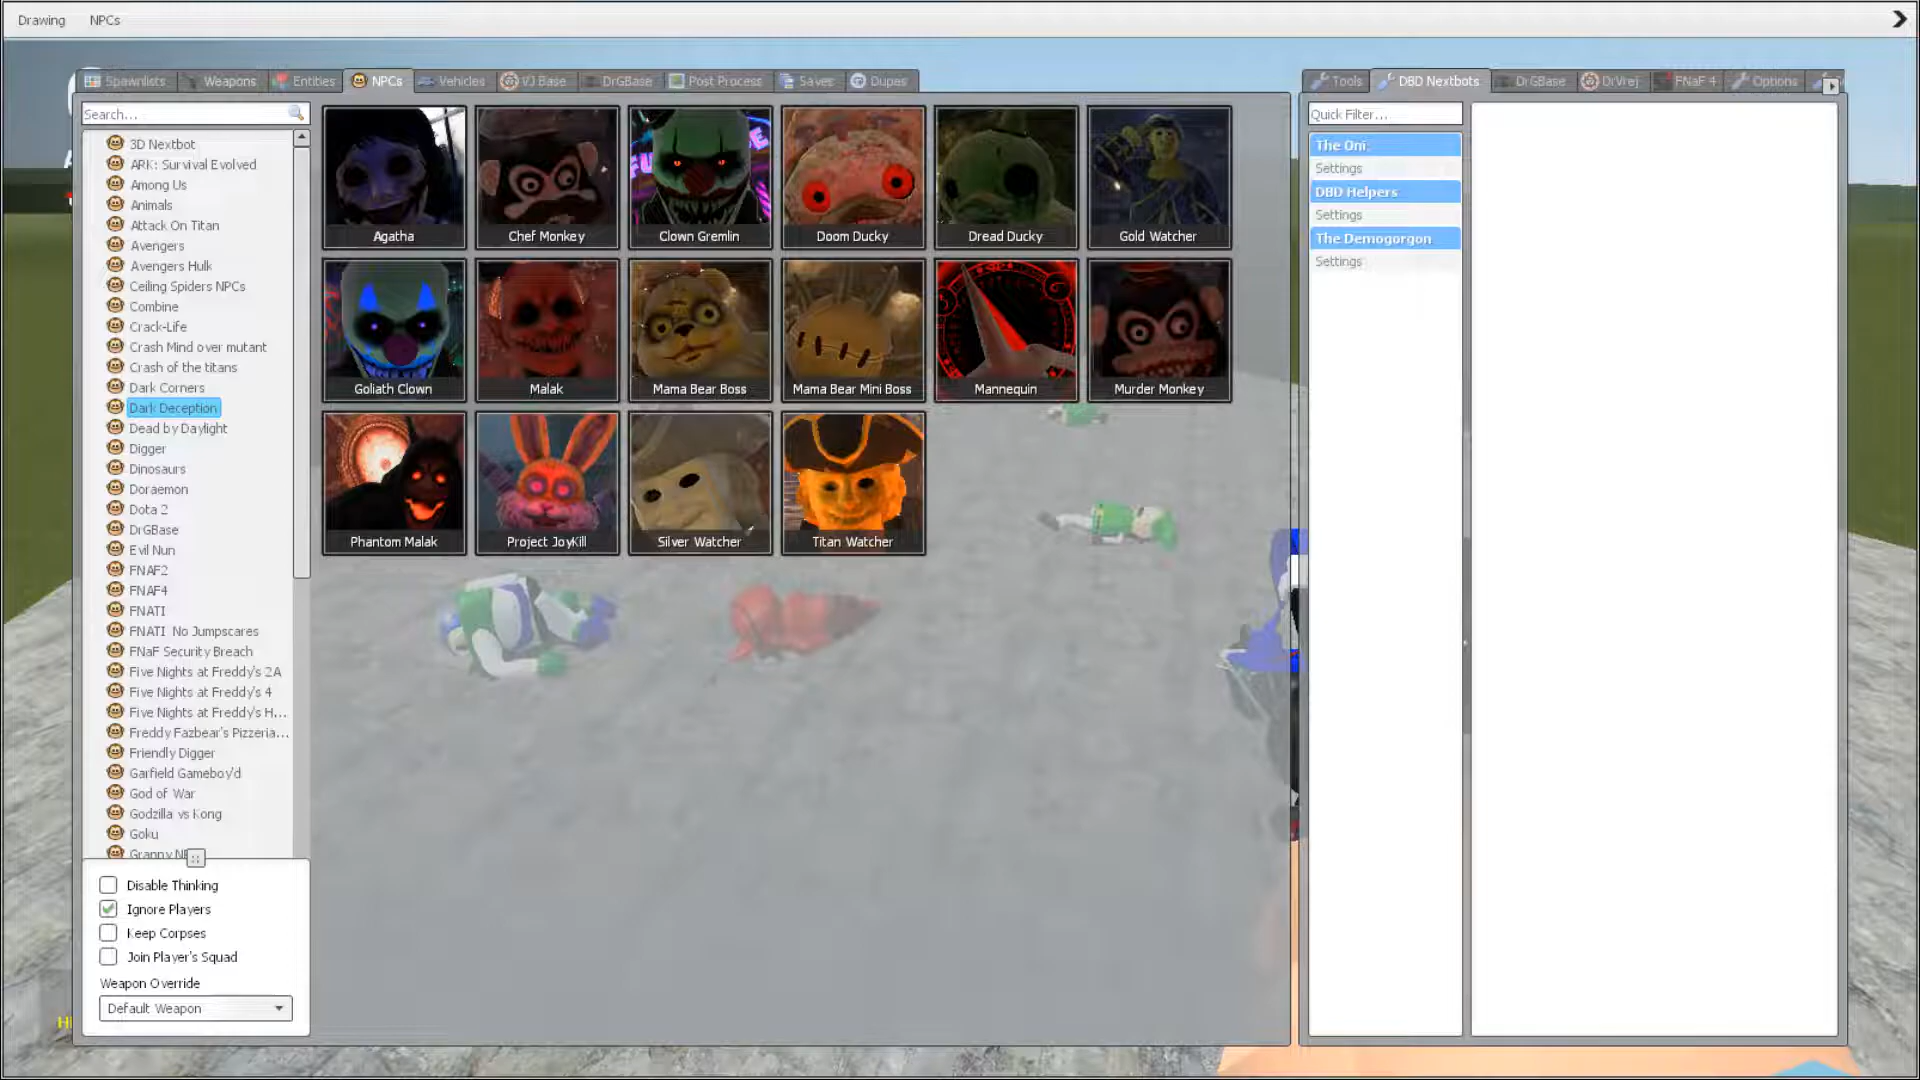 Drawing NPCs
Spawnlists Weapons Entities NPCs Vehicles VJ Base DrGBase Post Process Saves Dupes
Tools DBD Nextbots DrGBase DrVrej FNaF 4 Options
Search...
Quick Filter...
3D Nextbot
ARK: Survival Evolved
Among Us
Animals
Attack On Titan
Avengers
Avengers Hulk
Ceiling Spiders NPCs
Combine
Crack-Life
Crash Mind over mutant
Crash of the titans
Dark Corners
Dark Deception
Dead by Daylight
Digger
Dinosaurs
Doraemon
Dota 2
DrGBase
Evil Nun
FNAF2
FNAF4
FNATI
FNATI No Jumpscares
FNaF Security Breach
Five Nights at Freddy's 2A
Five Nights at Freddy's 4
Five Nights at Freddy's H...
Freddy Fazbear's Pizzeria...
Friendly Digger
Garfield Gameboy'd
God of War
Godzilla vs Kong
Goku
Granny
Disable Thinking
Ignore Players
Keep Corpses
Join Player's Squad
Weapon Override
Default Weapon
Agatha Chef Monkey Clown Gremlin Doom Ducky Dread Ducky Gold Watcher
Goliath Clown Malak Mama Bear Boss Mama Bear Mini Boss Mannequin Murder Monkey
Phantom Malak Project JoyKill Silver Watcher Titan Watcher
The Oni
Settings
DBD Helpers
Settings
The Demogorgon
Settings